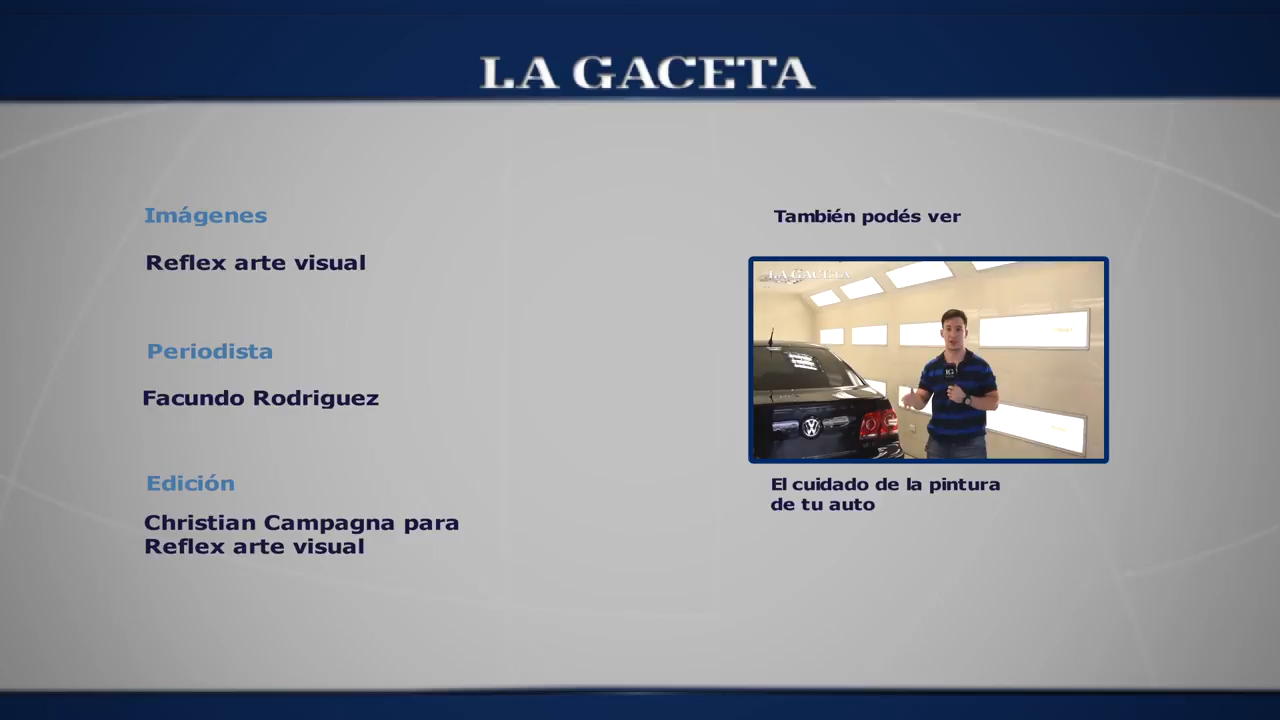 LA GACETA
Imágenes
Reflex arte visual
Periodista
Facundo Rodriguez
Edición
Christian Campagna para
Reflex arte visual
También podés ver
LA GACETA
El cuidado de la pintura
de tu auto